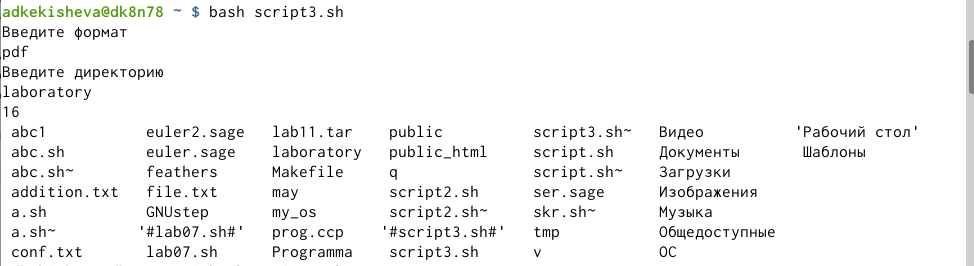 adkekisheva@dk8n78 ~ $ bash script3.sh
Введите формат
pdf
Введите директорию
laboratory
16
abc1 euler2.sage lab11.tar public script3.sh~ Видео 'Рабочий стол'
abc.sh euler.sage laboratory public_html script.sh Документы Шаблоны
abc.sh~ feathers Makefile q script.sh~ Загрузки
addition.txt file.txt may script2.sh ser.sage Изображения
a.sh GNUstep my_os script2.sh~ skr.sh~ Музыка
a.sh~ '#lab07.sh#' prog.ccp '#script3.sh#' tmp Общедоступные
conf.txt lab07.sh Programma script3.sh v ОС